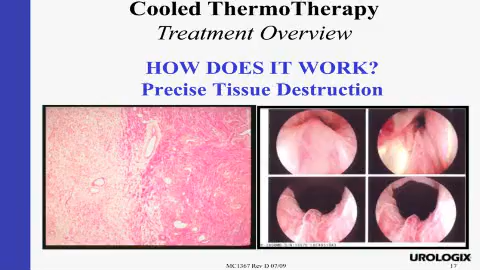 Cooled ThermoTherapy
Treatment Overview
HOW DOES IT WORK?
Precise Tissue Destruction
MC1367 Rev D 07/09
UROLOGIX
17